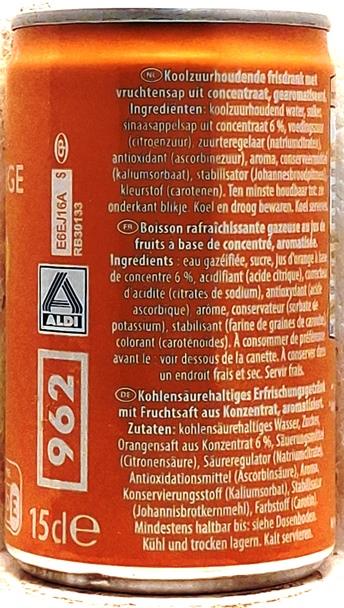 NL Koolzuurhoudende frisdrank met
vruchtensap uit concentraat, gearomatiseerd.
Ingrediënten: koolzuurhoudend water, suiker,
sinaasappelsap uit concentraat 6 %, voedingszuur
(citroenzuur), zuurteregelaar (natriumcitraten),
antioxidant (ascorbinezuur), aroma, conserveermiddel
(kaliumsorbaat), stabilisator (Johannesbroodpitmeel),
kleurstof (carotenen). Ten minste houdbaar tot: zie
onderkant blikje. Koel en droog bewaren. Koel serveren.
FR Boisson rafraîchissante gazeuse au jus de
fruits à base de concentré, aromatisée.
Ingredients : eau gazéifiée, sucre, jus d'orange à base
de concentre 6 %, acidifiant (acide citrique), correcteur
d'acidite (citrates de sodium), antioxydant (acide
ascorbique) arôme, conservateur (sorbate de
potassium), stabilisant (farine de graines de caroube),
colorant (caroténoides). À consommer de préférence
avant le voir dessous de la canette. À conserver dans
un endroit frais et sec. Servir frais.
DE Kohlensäurehaltiges Erfrischungsgetränk
mit Fruchtsaft aus Konzentrat, aromatisiert.
Zutaten: kohlensäurehaltiges Wasser, Zucker,
Orangensaft aus Konzentrat 6 %, Säuerungsmittel
(Citronensäure), Säureregulator (Natriumcitrate),
Antioxidationsmittel (Ascorbinsäure), Aroma,
Konservierungsstoff (Kaliumsorbat), Stabilisator
(Johannisbrotkernmehl), Farbstoff (Carotin).
Mindestens haltbar bis: siehe Dosenboden.
Kühl und trocken lagern. Kalt servieren.
GE
E6EJ16A S
RB30133
ALDI
962
E
15cl e